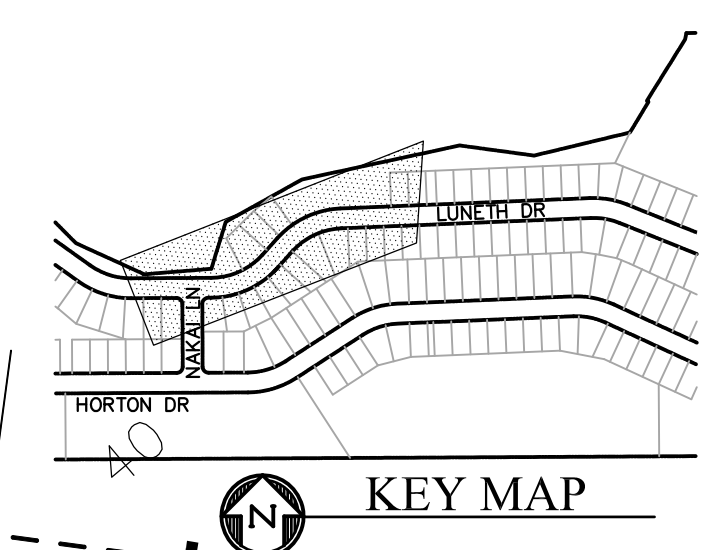 LUNETH DR
NAKAI LN
HORTON DR
40
N
KEY MAP